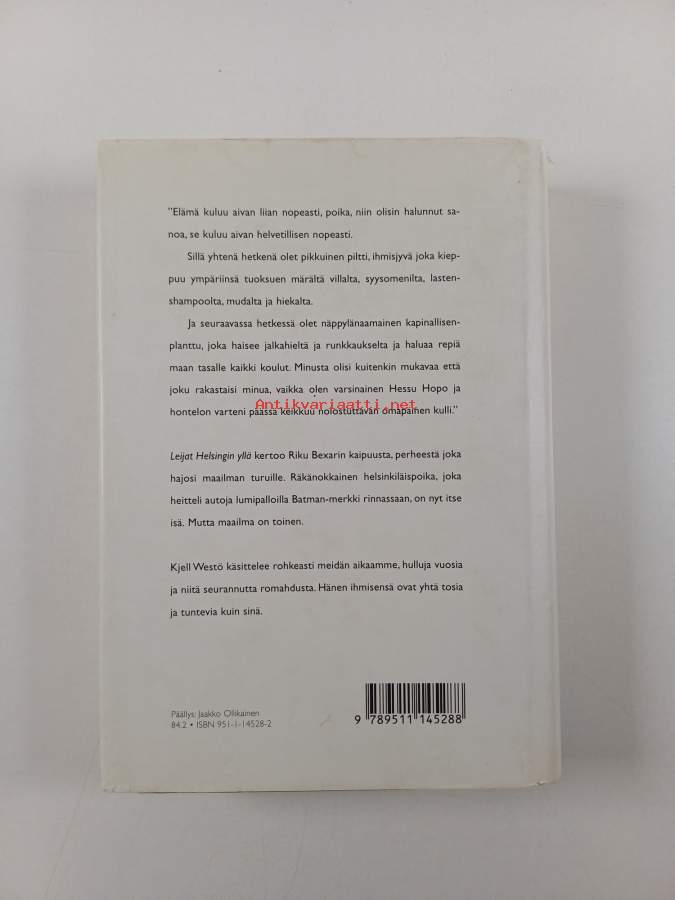 "Elämä kuluu aivan liian nopeasti, poika, niin olisin halunnut sa-
noa, se kuluu aivan helvetillisen nopeasti.
Sillä yhtenä hetkenä olet pikkuinen piltti, ihmisjyvä joka kiep-
puu ympäriinsä tuoksuen märältä villalta, syysomenilta, lasten-
shampoolta, mudalta ja hiekalta.
Ja seuraavassa hetkessä olet näppylänaamainen kapinallisen-
planttu, joka haisee jalkahieltä ja runkkaukselta ja haluaa repiä
maan tasalle kaikki koulut. Minusta olisi kuitenkin mukavaa että
joku rakastaisi minua, vaikka olen varsinainen Hessu Hopo ja
Antikvariaatti.net
hontelon varteni päässä keikkuu nolostuttavan omapäinen kulli."
Leijat Helsingin yllä kertoo Riku Bexarin kaipuusta, perheestä joka
hajosi maailman turuille. Räkänokkainen helsinkiläispoika, joka
heitteli autoja lumipalloilla Batman-merkki rinnassaan, on nyt itse
isä. Mutta maailma on toinen.
Kjell Westö käsittelee rohkeasti meidän aikaamme, hulluja vuosia
ja niitä seurannutta romahdusta. Hänen ihmisensä ovat yhtä tosia
ja tuntevia kuin sinä.
Päällys: Jaakko Ollikainen
84.2 • ISBN 951-1-14528-2
9 789511 145288